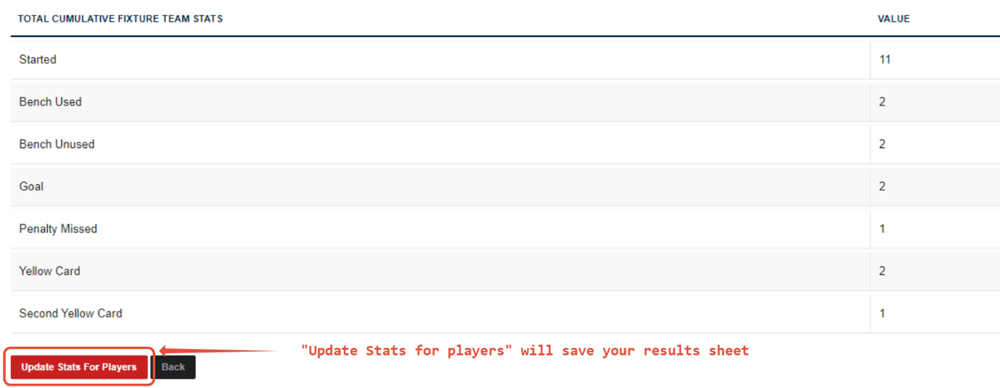 TOTAL CUMULATIVE FIXTURE TEAM STATS VALUE
Started 11
Bench Used 2
Bench Unused 2
Goal 2
Penalty Missed 1
Yellow Card 2
Second Yellow Card 1
"Update Stats for players" will save your results sheet
Update Stats For Players Back